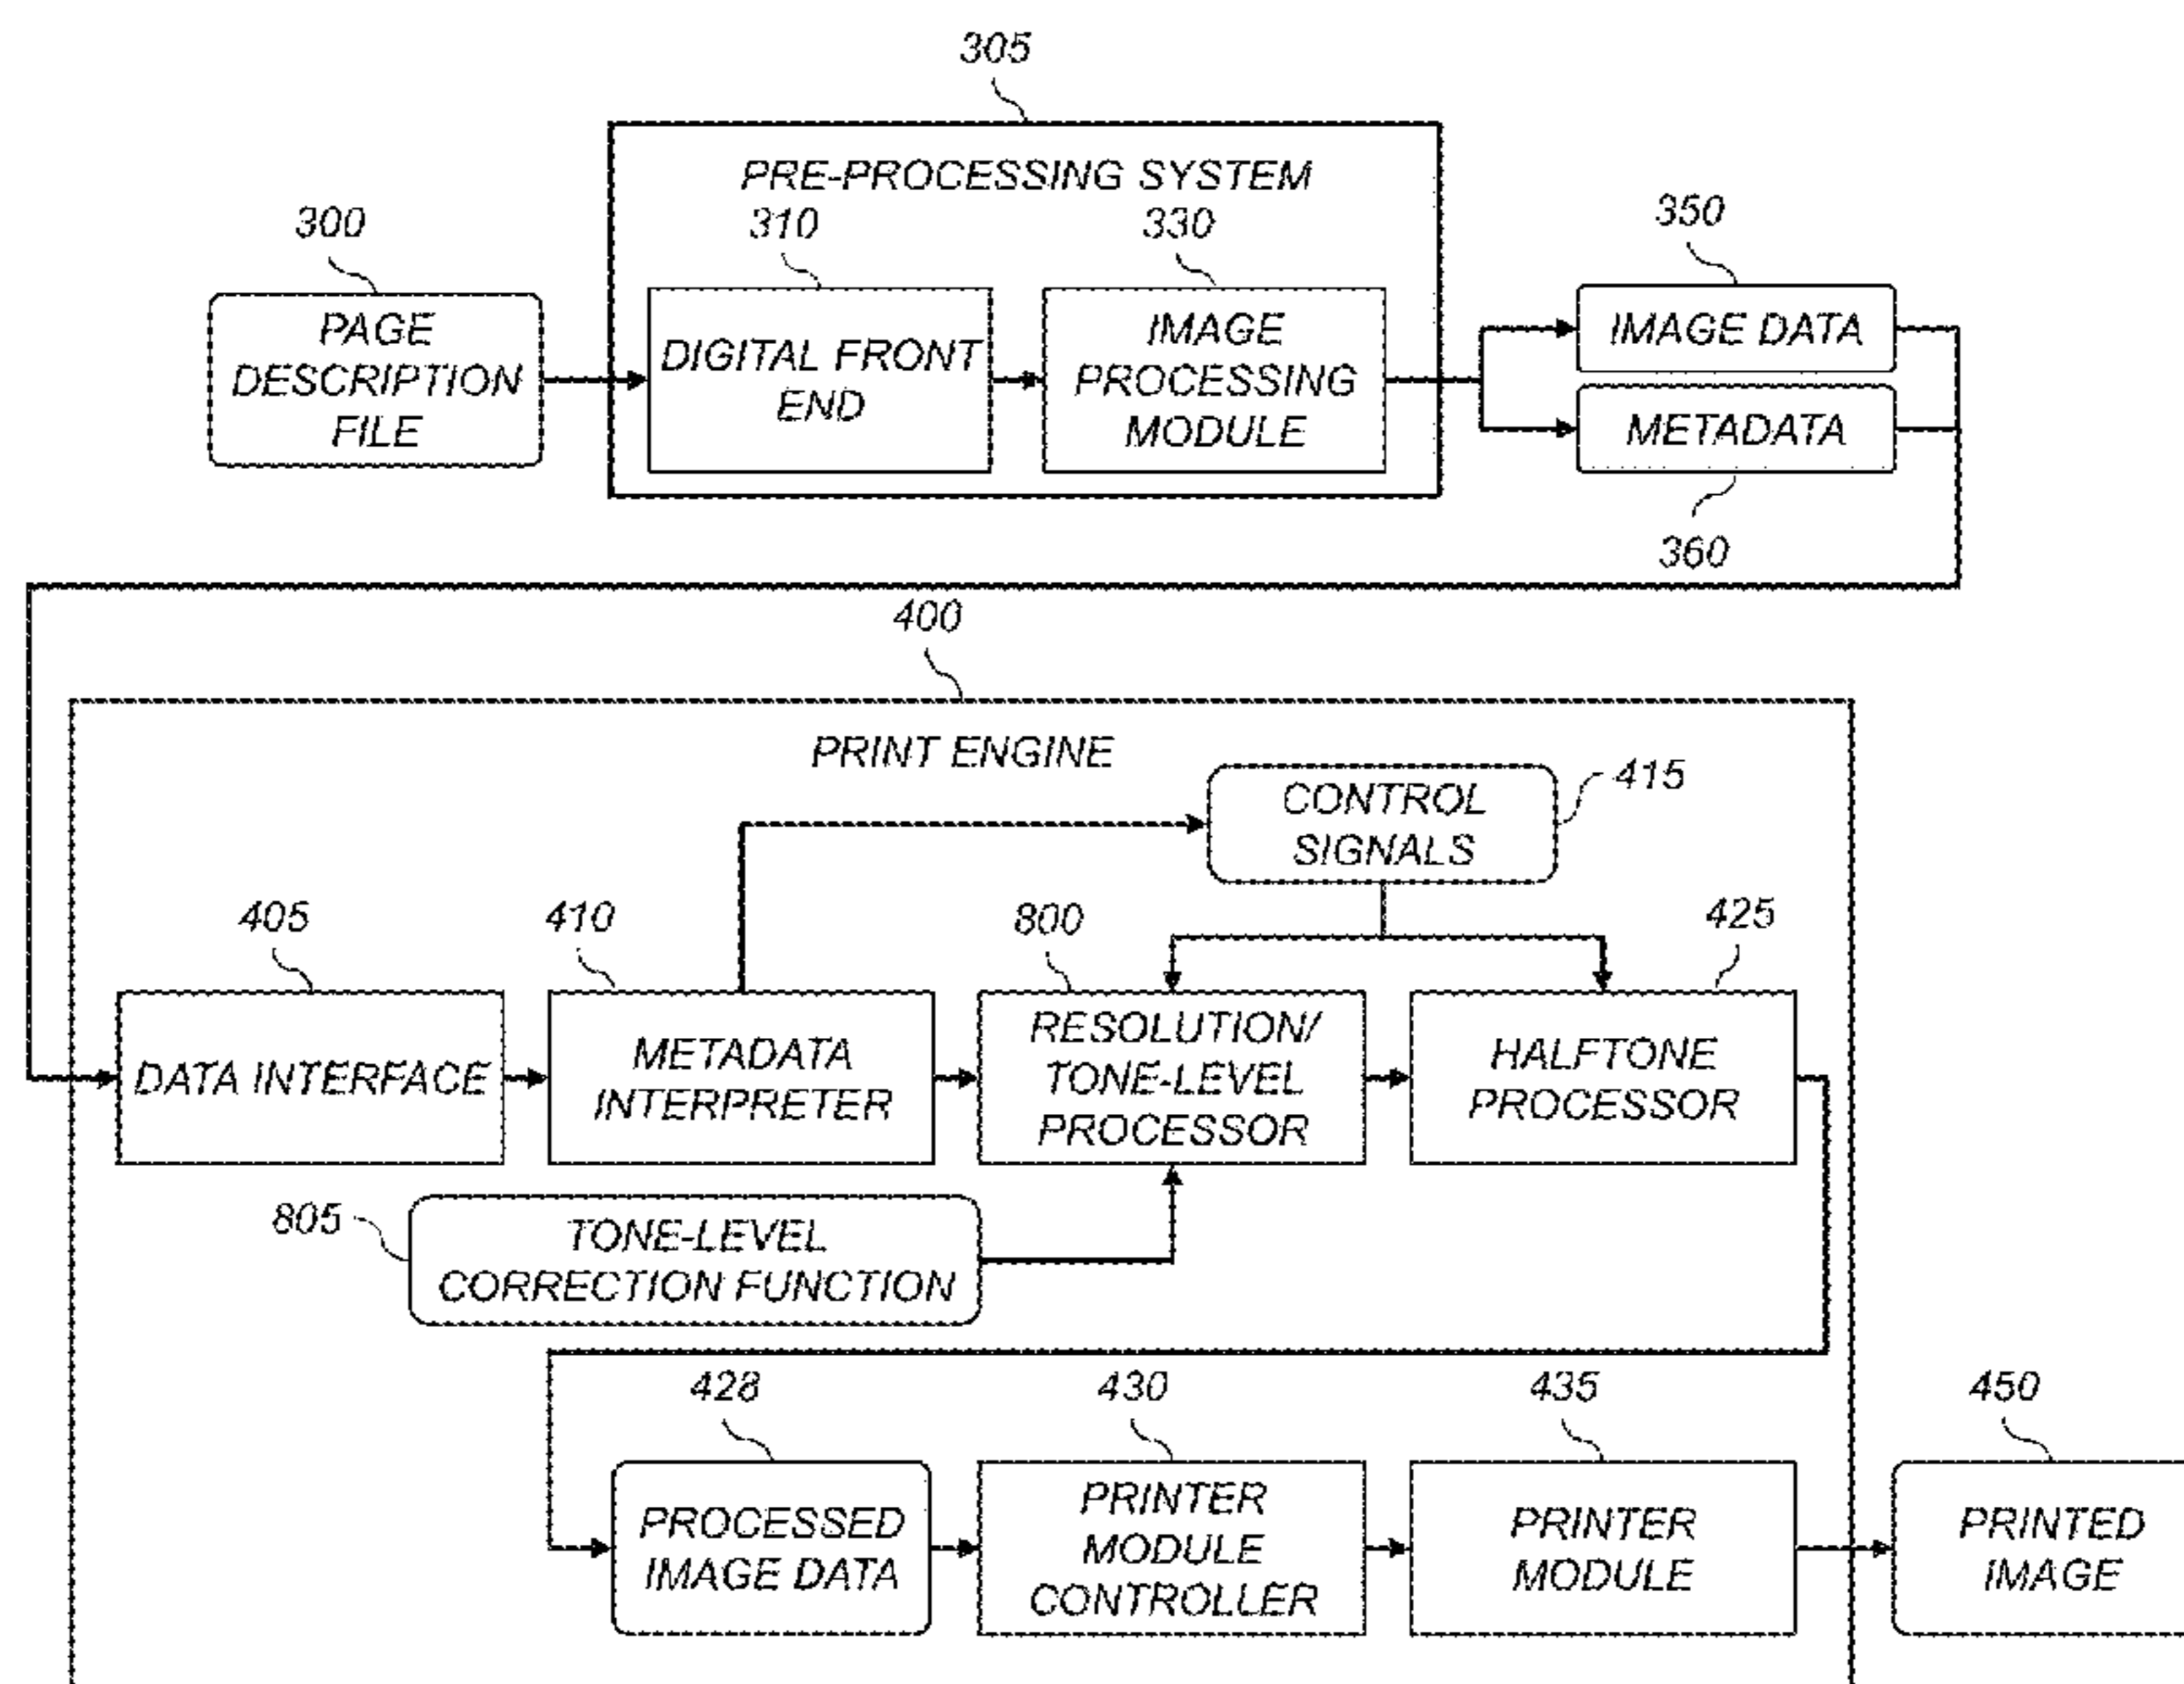 305
PRE-PROCESSING SYSTEM
300
310
330
350
PAGE
DESCRIPTION
FILE
DIGITAL FRONT
END
IMAGE
PROCESSING
MODULE
IMAGE DATA
METADATA
360
400
PRINT ENGINE
CONTROL
SIGNALS
415
405
410
800
425
DATA INTERFACE
METADATA
INTERPRETER
RESOLUTION/
TONE-LEVEL
PROCESSOR
HALFTONE
PROCESSOR
805
TONE-LEVEL
CORRECTION FUNCTION
428
430
435
450
PROCESSED
IMAGE DATA
PRINTER
MODULE
CONTROLLER
PRINTER
MODULE
PRINTED
IMAGE